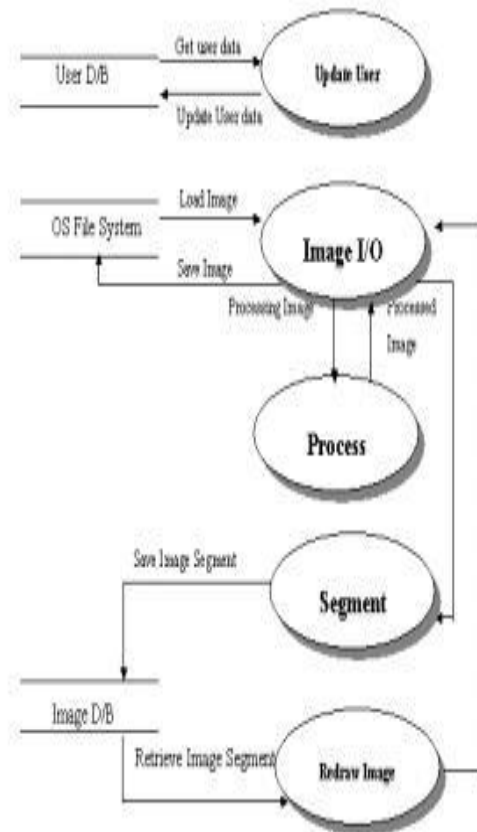 Get user data
User D/B
Update User
Update User data
Load Image
OS File System
Image I/O
Save Image
Processing Image
Processed
Image
Process
Save Image Segment
Segment
Image D/B
Retrieve Image Segment
Redraw Image